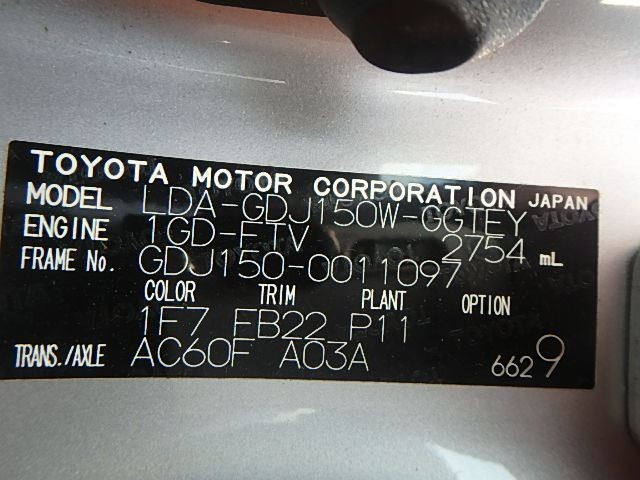 TOYOTA MOTOR CORPORATION JAPAN
MODEL LDA-GDJ150W-GGTEY
ENGINE 1GD-FTV 2754 mL
FRAME No. GDJ150-0011097
COLOR TRIM PLANT OPTION
1F7 FB22 P11
TRANS./AXLE AC60F A03A
6629